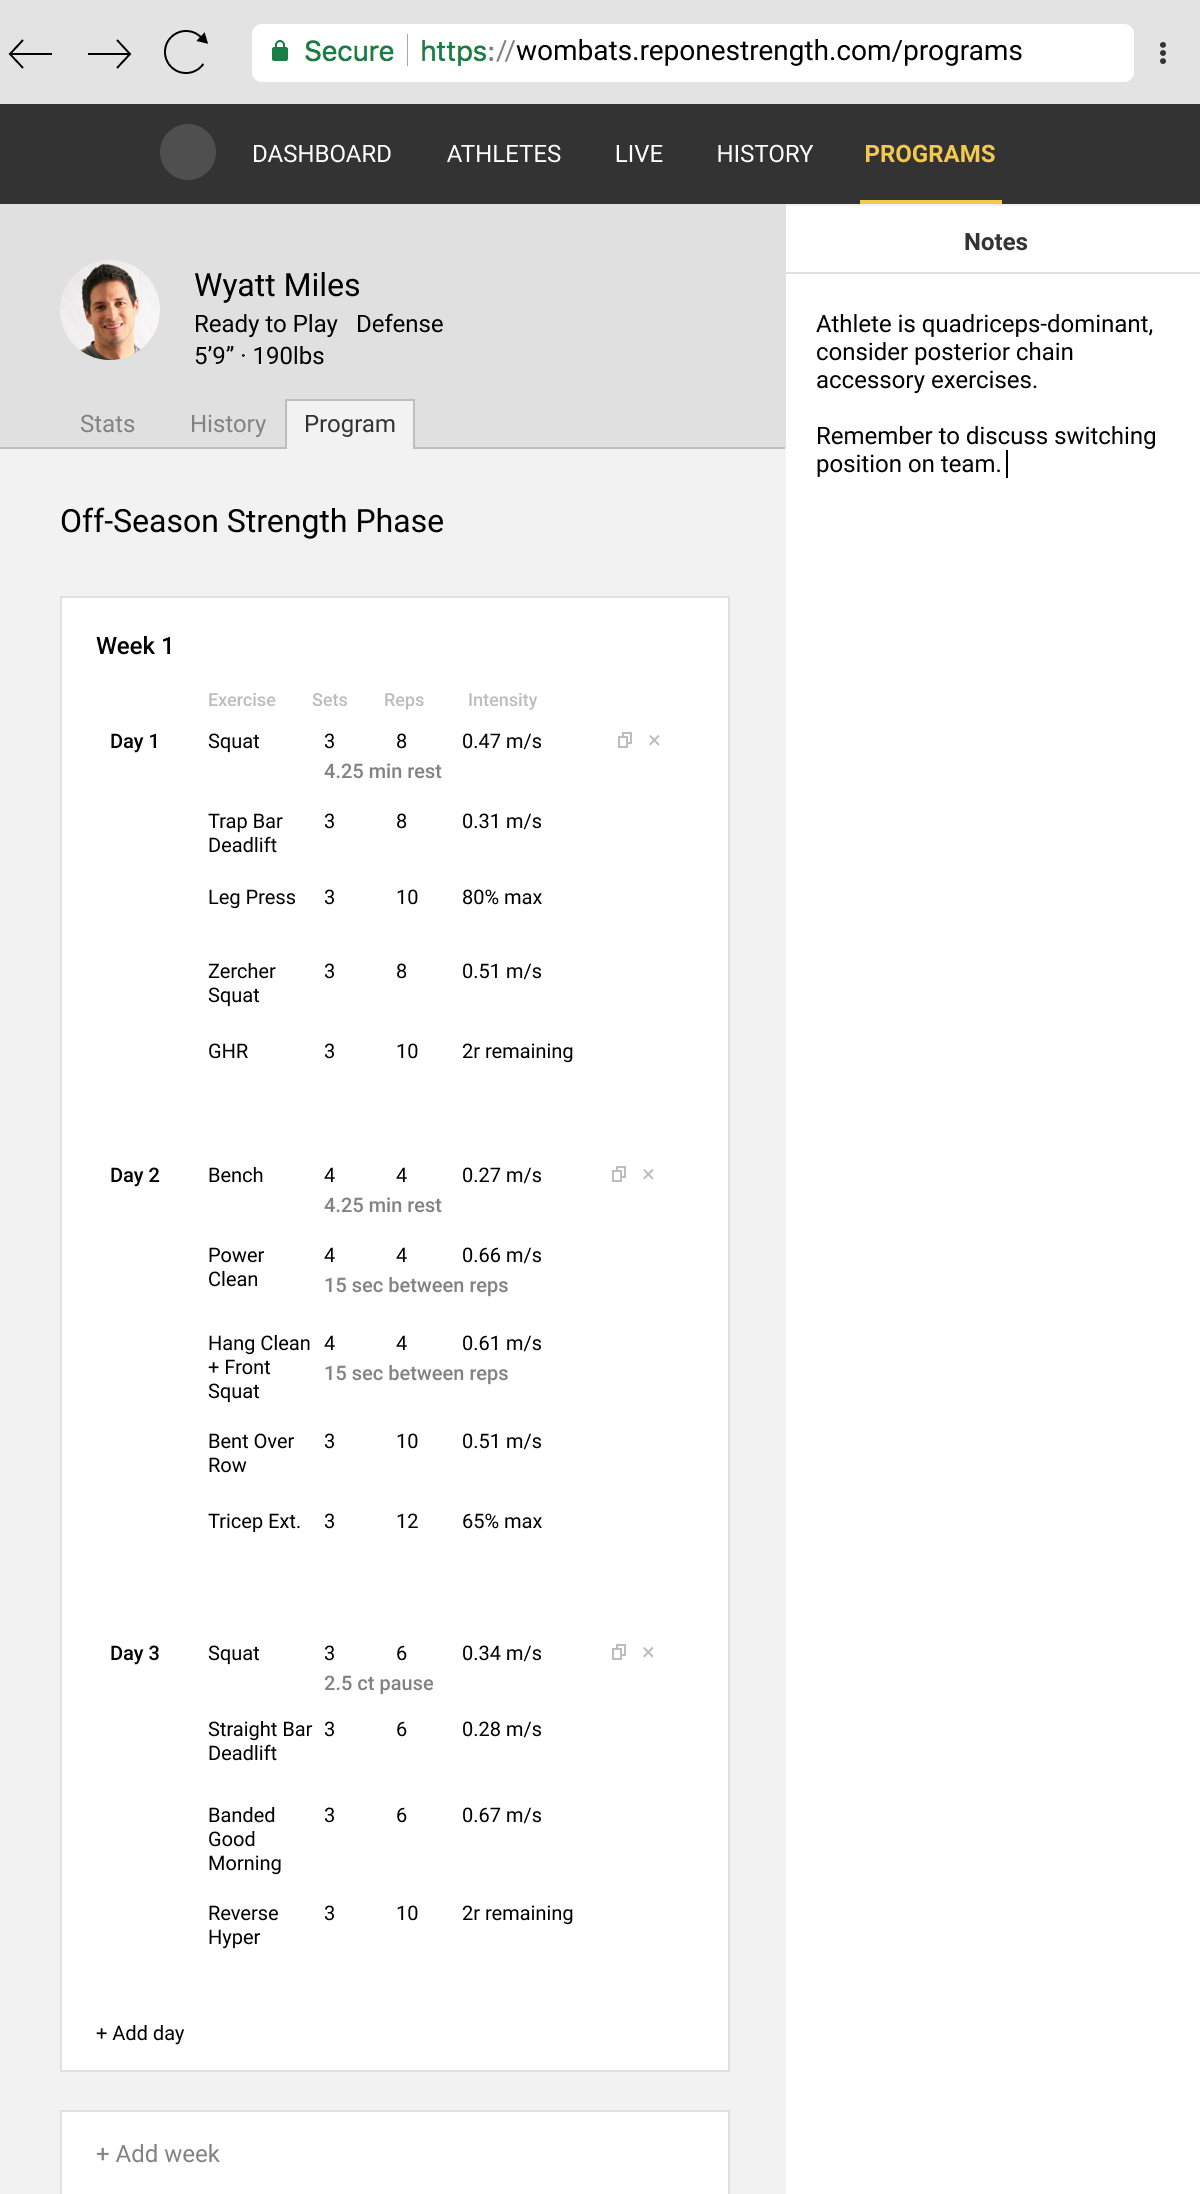 Secure https://wombats.reponestrength.com/programs
DASHBOARD ATHLETES LIVE HISTORY PROGRAMS
Wyatt Miles
Ready to Play Defense
5’9” · 190lbs
Stats History Program
Off-Season Strength Phase
Week 1
Exercise Sets Reps Intensity
Day 1 Squat 3 8 0.47 m/s
4.25 min rest
Trap Bar 3 8 0.31 m/s
Deadlift
Leg Press 3 10 80% max
Zercher 3 8 0.51 m/s
Squat
GHR 3 10 2r remaining
Day 2 Bench 4 4 0.27 m/s
4.25 min rest
Power 4 4 0.66 m/s
Clean
15 sec between reps
Hang Clean 4 4 0.61 m/s
+ Front
15 sec between reps
Squat
Bent Over 3 10 0.51 m/s
Row
Tricep Ext. 3 12 65% max
Day 3 Squat 3 6 0.34 m/s
2.5 ct pause
Straight Bar 3 6 0.28 m/s
Deadlift
Banded 3 6 0.67 m/s
Good
Morning
Reverse 3 10 2r remaining
Hyper
+ Add day
+ Add week
Notes
Athlete is quadriceps-dominant,
consider posterior chain
accessory exercises.
Remember to discuss switching
position on team.